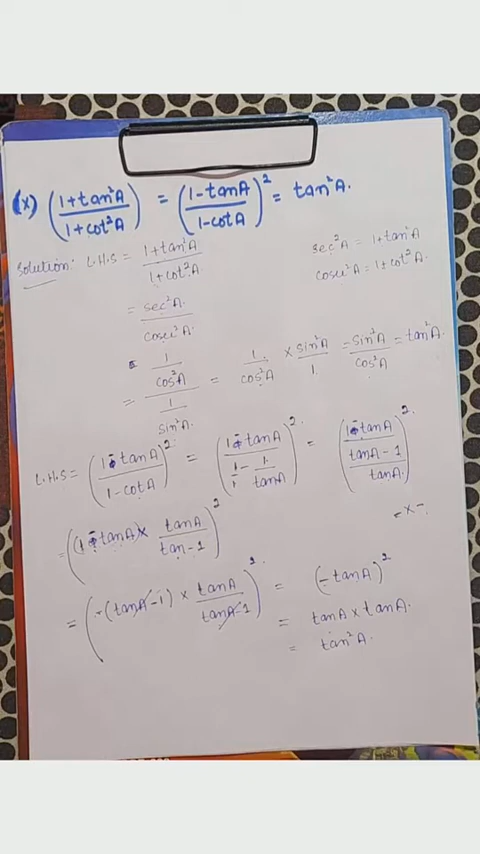 (x) ((1+tan²A)/(1+cot²A)) = ((1-tanA)/(1-cotA))² = tan²A.
Solution: L.H.S = (1+tan²A)/(1+cot²A)
sec²A = 1+tan²A
cosec²A = 1+cot²A.
= sec²A/cosec²A.
= (1/cos²A)/(1/sin²A.) = 1/cos²A × sin²A/1 = sin²A/cos²A = tan²A.
L.H.S = ((1-tanA)/(1-cotA))² = ((1-tanA)/(1/1 - 1/tanA))² = ((1-tanA)/((tanA-1)/tanA))².
= x -
= ((1-tanA) × tanA/(tan-1))²
= (-(tanA-1) × tanA/(tanA-1))² = (-tanA)²
= tanA × tanA.
= tan²A.